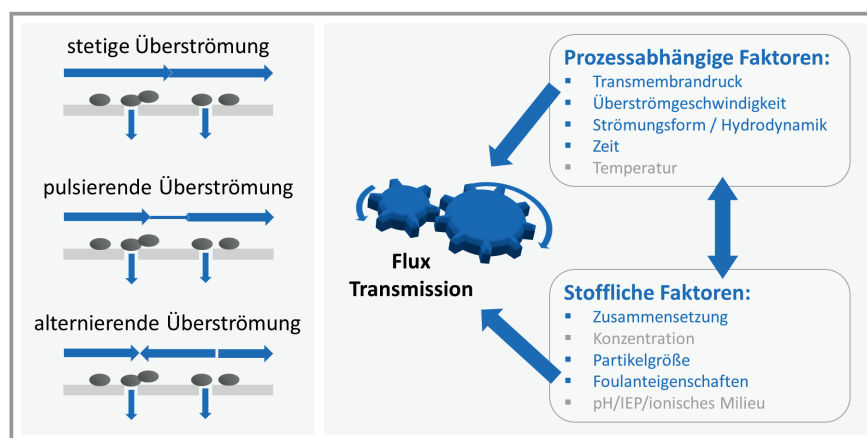 stetige Überströmung
pulsierende Überströmung
alternierende Überströmung
Flux
Transmission
Prozessabhängige Faktoren:
▪ Transmembrandruck
▪ Überströmgeschwindigkeit
▪ Strömungsform / Hydrodynamik
▪ Zeit
▪ Temperatur
Stoffliche Faktoren:
▪ Zusammensetzung
▪ Konzentration
▪ Partikelgröße
▪ Foulanteigenschaften
▪ pH/IEP/ionisches Milieu